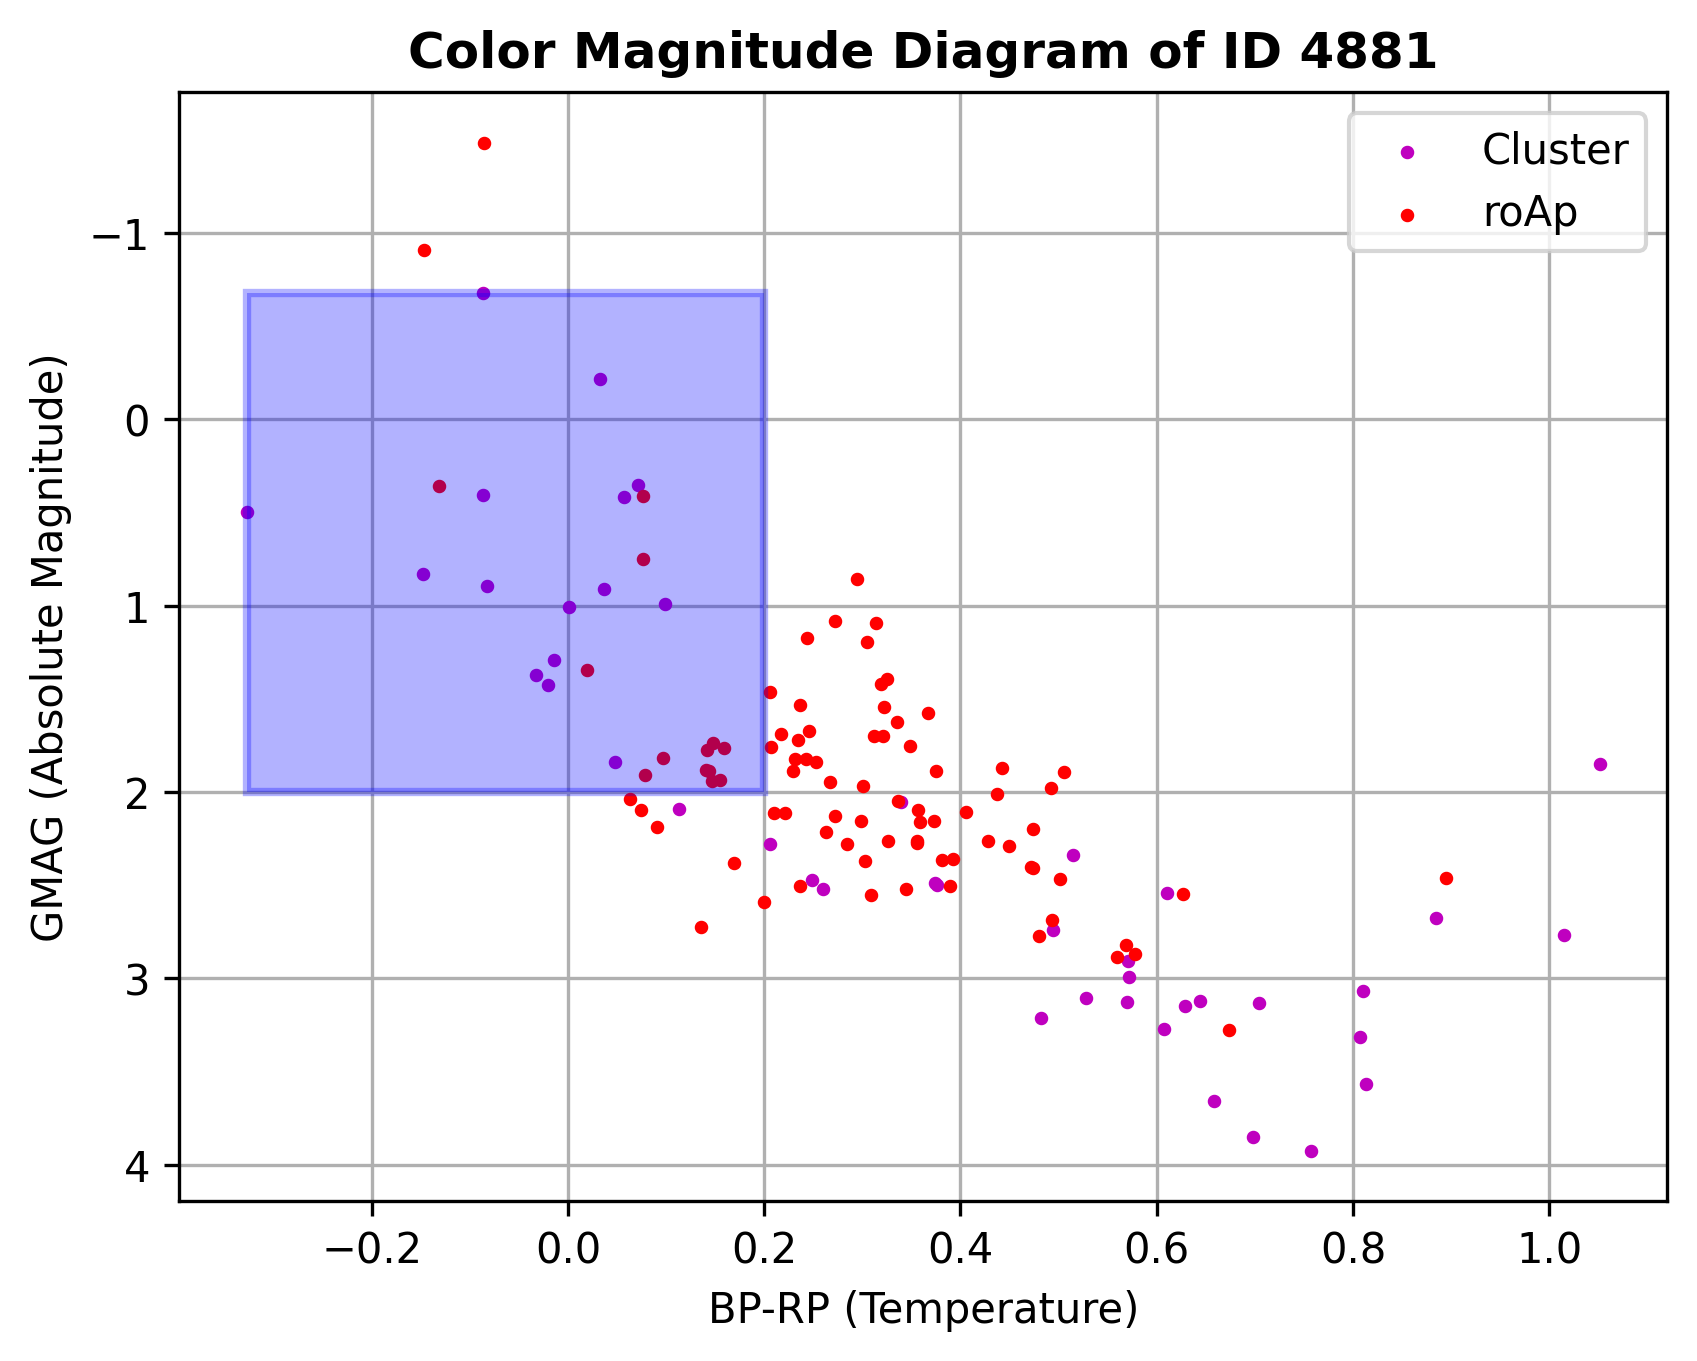 Color Magnitude Diagram of ID 4881
Cluster
roAp
−1
0
1
2
3
4
GMAG (Absolute Magnitude)
−0.2 0.0 0.2 0.4 0.6 0.8 1.0
BP-RP (Temperature)